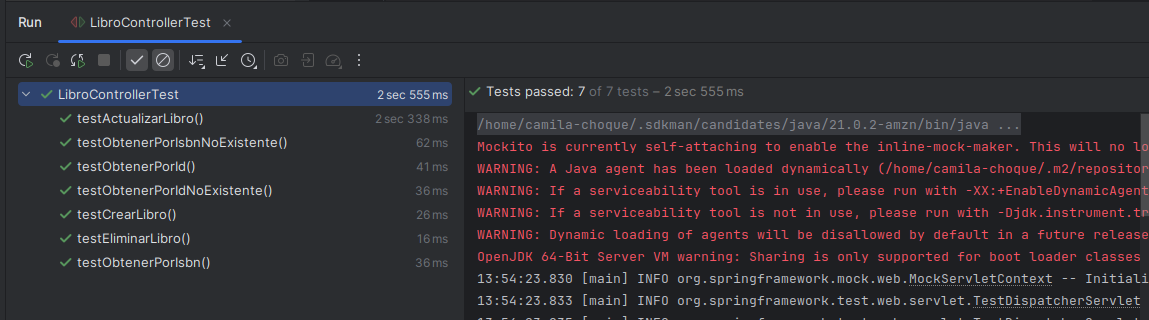 Run LibroControllerTest
LibroControllerTest 2 sec 555 ms
testActualizarLibro() 2 sec 338 ms
testObtenerPorIsbnNoExistente() 62 ms
testObtenerPorId() 41 ms
testObtenerPorIdNoExistente() 36 ms
testCrearLibro() 26 ms
testEliminarLibro() 16 ms
testObtenerPorIsbn() 36 ms
Tests passed: 7 of 7 tests – 2 sec 555 ms
/home/camila-choque/.sdkman/candidates/java/21.0.2-amzn/bin/java ...
Mockito is currently self-attaching to enable the inline-mock-maker. This will no lo
WARNING: A Java agent has been loaded dynamically (/home/camila-choque/.m2/repositor
WARNING: If a serviceability tool is in use, please run with -XX:+EnableDynamicAgent
WARNING: If a serviceability tool is not in use, please run with -Djdk.instrument.tr
WARNING: Dynamic loading of agents will be disallowed by default in a future release
OpenJDK 64-Bit Server VM warning: Sharing is only supported for boot loader classes
13:54:23.830 [main] INFO org.springframework.mock.web.MockServletContext -- Initiali
13:54:23.833 [main] INFO org.springframework.test.web.servlet.TestDispatcherServlet